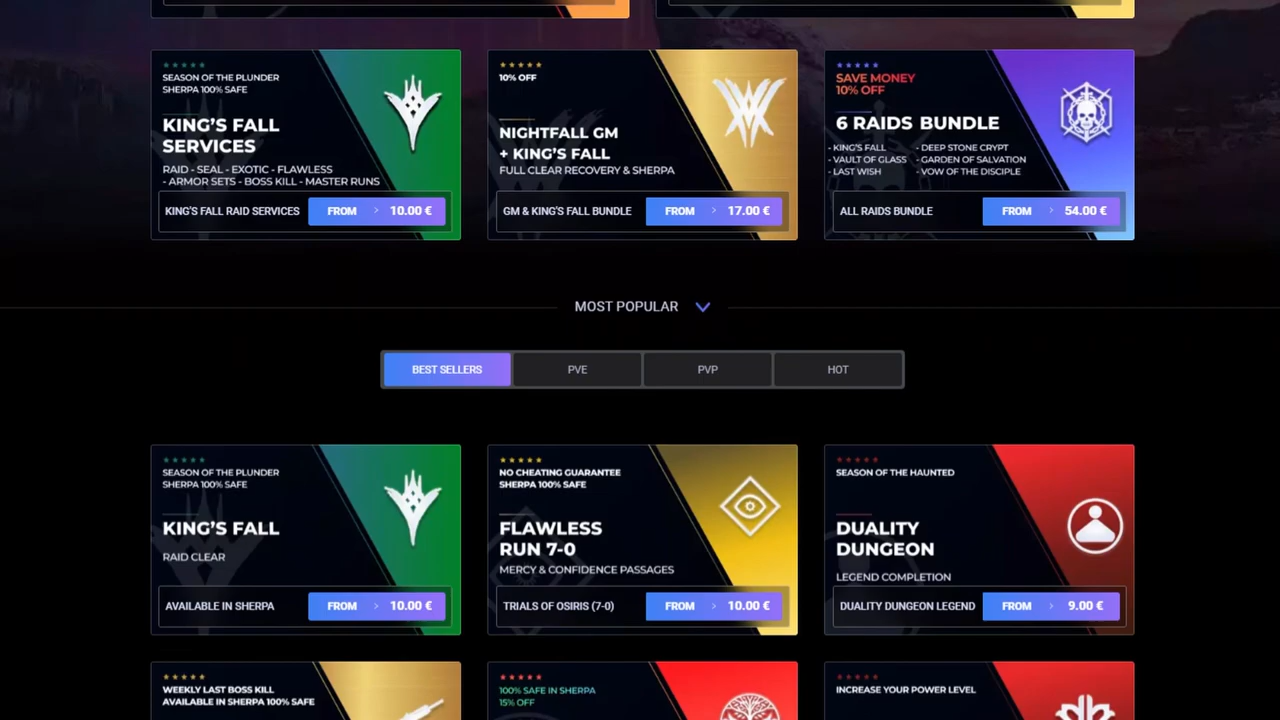 SEASON OF THE PLUNDER
SHERPA 100% SAFE
KING'S FALL
SERVICES
RAID - SEAL - EXOTIC - FLAWLESS
- ARMOR SETS - BOSS KILL - MASTER RUNS
KING'S FALL RAID SERVICES
FROM > 10.00 €
10% OFF
NIGHTFALL GM
+ KING'S FALL
FULL CLEAR RECOVERY & SHERPA
GM & KING'S FALL BUNDLE
FROM > 17.00 €
SAVE MONEY
10% OFF
6 RAIDS BUNDLE
- KING'S FALL
- VAULT OF GLASS
- LAST WISH
- DEEP STONE CRYPT
- GARDEN OF SALVATION
- VOW OF THE DISCIPLE
ALL RAIDS BUNDLE
FROM > 54.00 €
MOST POPULAR
BEST SELLERS
PVE
PVP
HOT
SEASON OF THE PLUNDER
SHERPA 100% SAFE
KING'S FALL
RAID CLEAR
AVAILABLE IN SHERPA
FROM > 10.00 €
NO CHEATING GUARANTEE
SHERPA 100% SAFE
FLAWLESS
RUN 7-0
MERCY & CONFIDENCE PASSAGES
TRIALS OF OSIRIS (7-0)
FROM > 10.00 €
SEASON OF THE HAUNTED
DUALITY
DUNGEON
LEGEND COMPLETION
DUALITY DUNGEON LEGEND
FROM > 9.00 €
WEEKLY LAST BOSS KILL
AVAILABLE IN SHERPA 100% SAFE
100% SAFE IN SHERPA
15% OFF
INCREASE YOUR POWER LEVEL